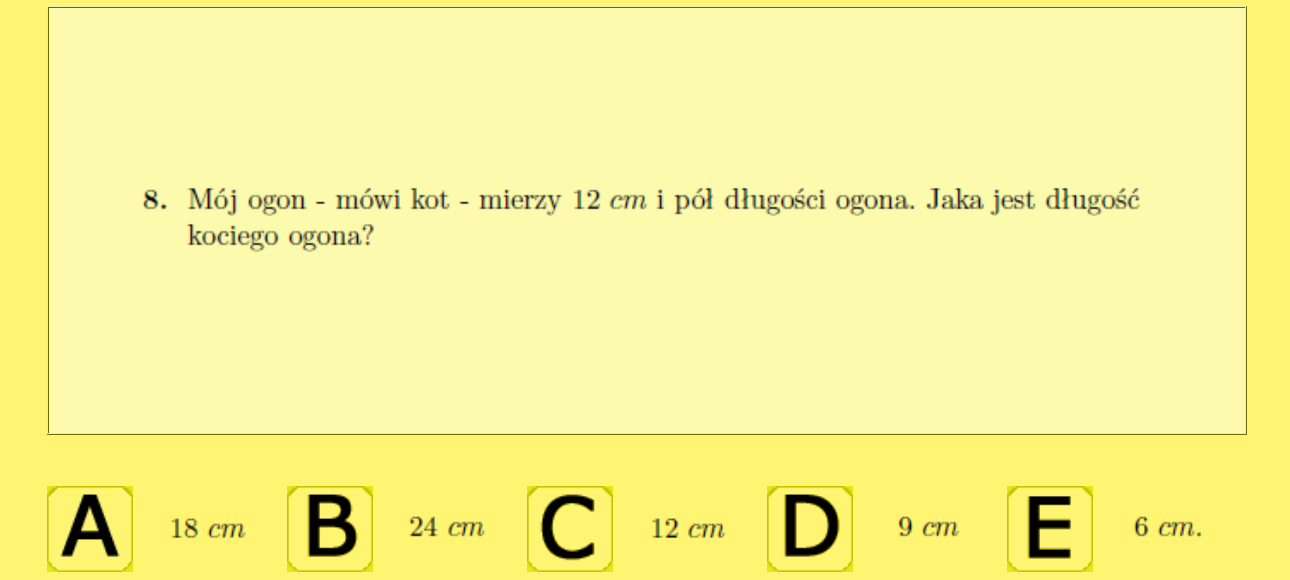 8. Mój ogon - mówi kot - mierzy 12 cm i pół długości ogona. Jaka jest długość
kociego ogona?
A 18 cm B 24 cm C 12 cm D 9 cm E 6 cm.